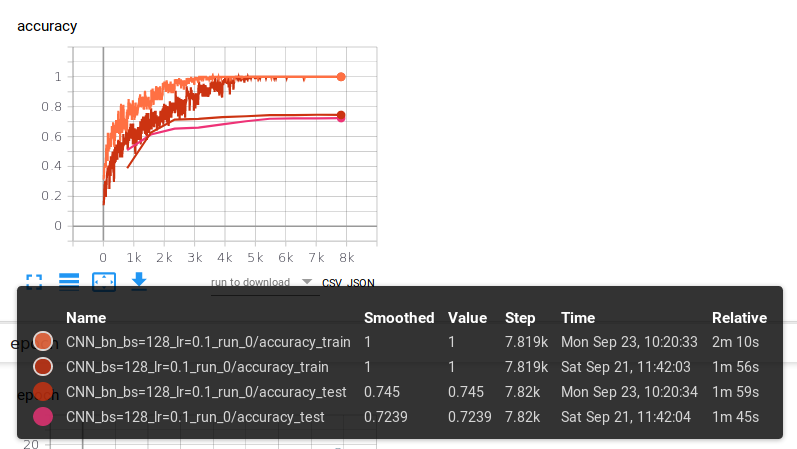 accuracy
1
0.8
0.6
0.4
0.2
0
0 1k 2k 3k 4k 5k 6k 7k 8k
run to download CSV JSON
Name Smoothed Value Step Time Relative
CNN_bn_bs=128_lr=0.1_run_0/accuracy_train 1 1 7.819k Mon Sep 23, 10:20:33 2m 10s
CNN_bs=128_lr=0.1_run_0/accuracy_train 1 1 7.819k Sat Sep 21, 11:42:03 1m 56s
CNN_bn_bs=128_lr=0.1_run_0/accuracy_test 0.745 0.745 7.82k Mon Sep 23, 10:20:34 1m 59s
CNN_bs=128_lr=0.1_run_0/accuracy_test 0.7239 0.7239 7.82k Sat Sep 21, 11:42:04 1m 45s
20